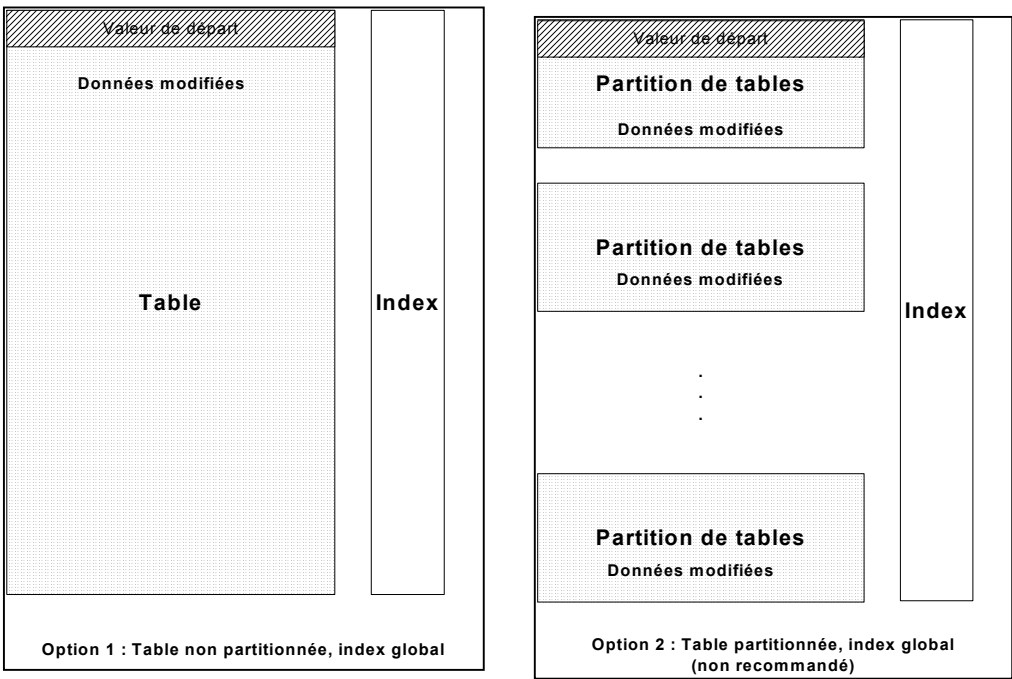 Valeur de départ
Données modifiées
Table
Index
Option 1 : Table non partitionnée, index global
Valeur de départ
Partition de tables
Données modifiées
Partition de tables
Données modifiées
.
.
.
Partition de tables
Données modifiées
Index
Option 2 : Table partitionnée, index global
(non recommandé)